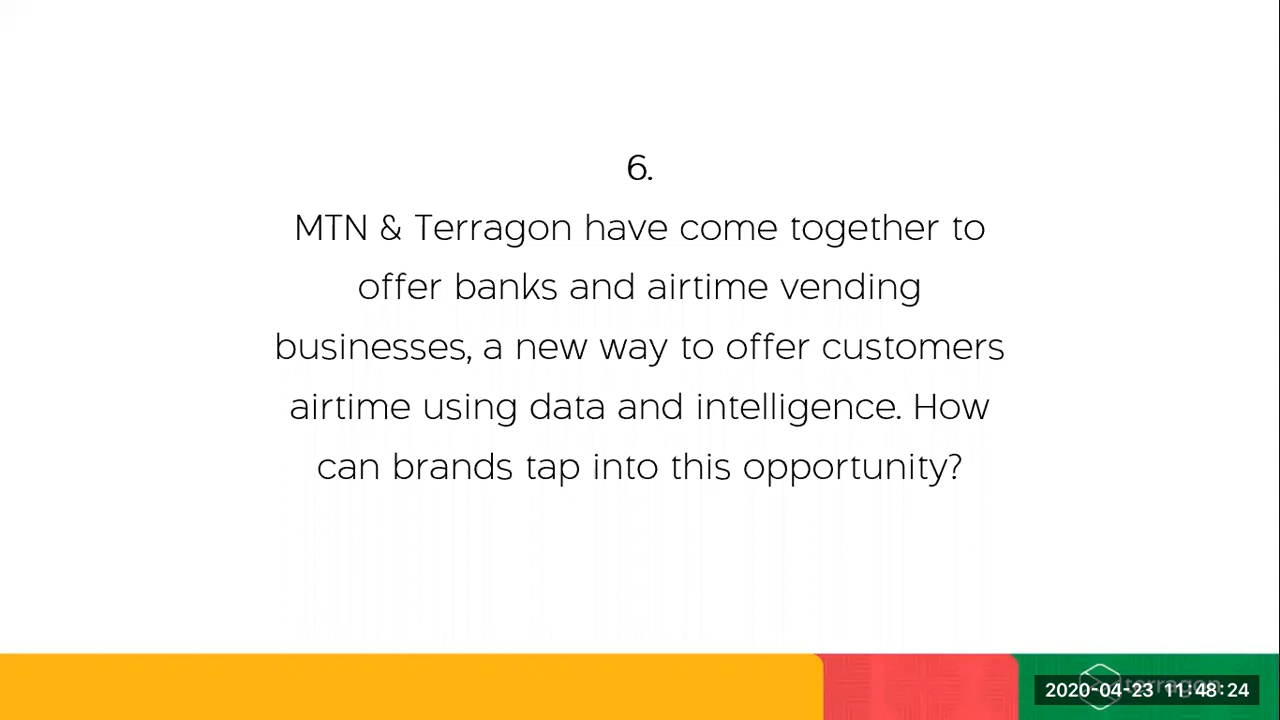 6.
MTN & Terragon have come together to
offer banks and airtime vending
businesses, a new way to offer customers
airtime using data and intelligence. How
can brands tap into this opportunity?
terragon
2020-04-23 11:48:24